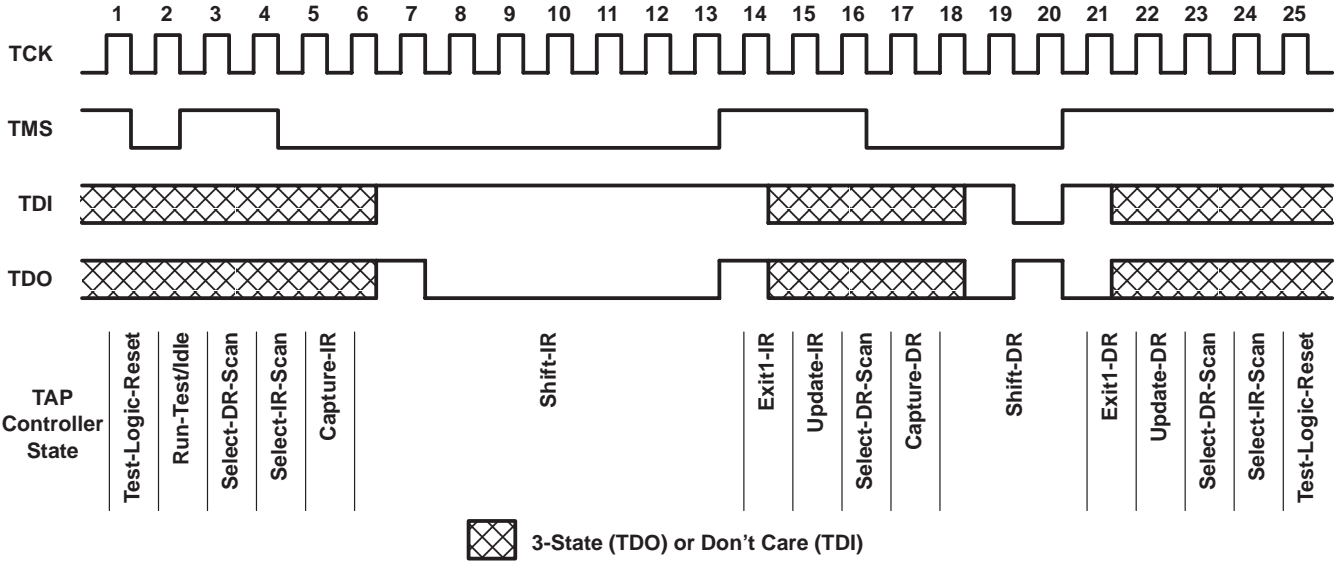 1 2 3 4 5 6 7 8 9 10 11 12 13 14 15 16 17 18 19 20 21 22 23 24 25
TCK
TMS
TDI
TDO
TAP
Controller
State
Test-Logic-Reset
Run-Test/Idle
Select-DR-Scan
Select-IR-Scan
Capture-IR
Shift-IR
Exit1-IR
Update-IR
Select-DR-Scan
Capture-DR
Shift-DR
Exit1-DR
Update-DR
Select-DR-Scan
Select-IR-Scan
Test-Logic-Reset
3-State (TDO) or Don’t Care (TDI)